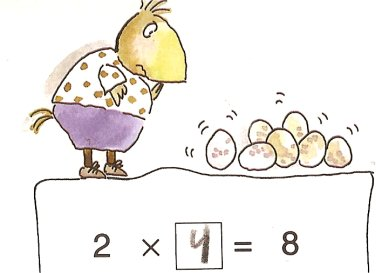 2 × 4 = 8